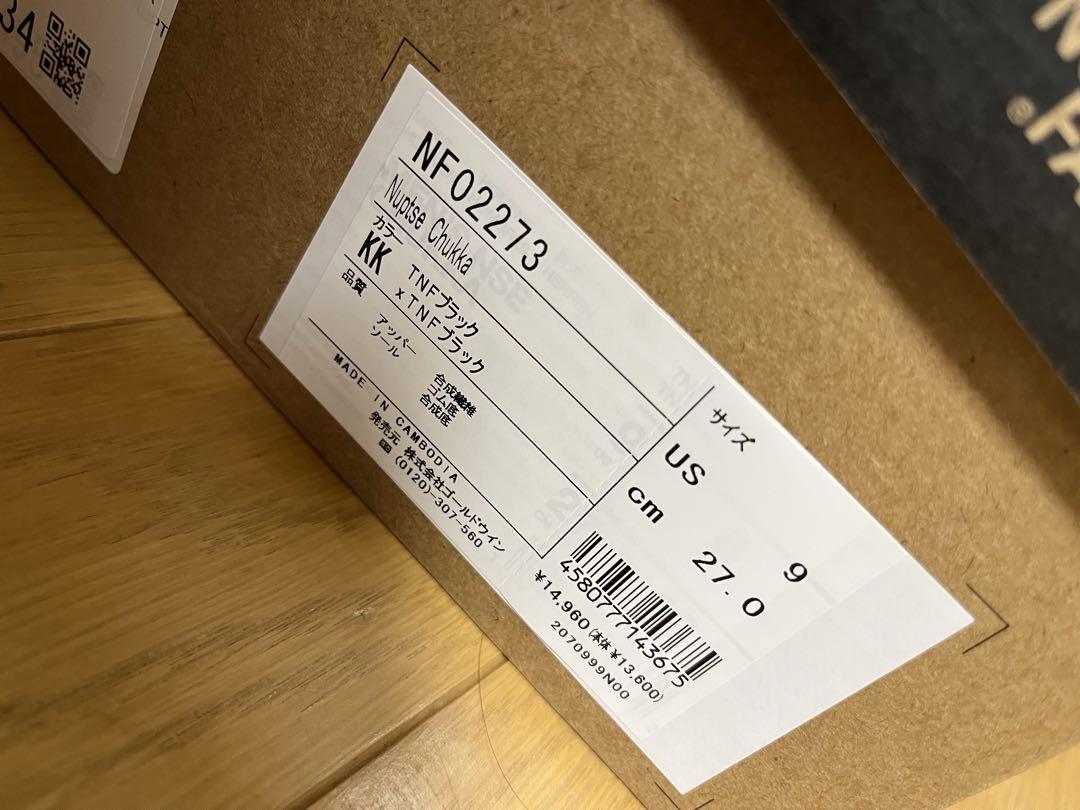 34
NF02273
Nuptse Chukka
カラー
KK TNFブラック
xTNFブラック
品質
アッパー 合成繊維
ソール ゴム底
合成底
MADE IN CAMBODIA
発売元 株式会社ゴールドウイン
(0120)-307-560
サイズ
US 9
cm 27.0
4580777143675
¥14,960(本体 ¥13,600)
2070999N00